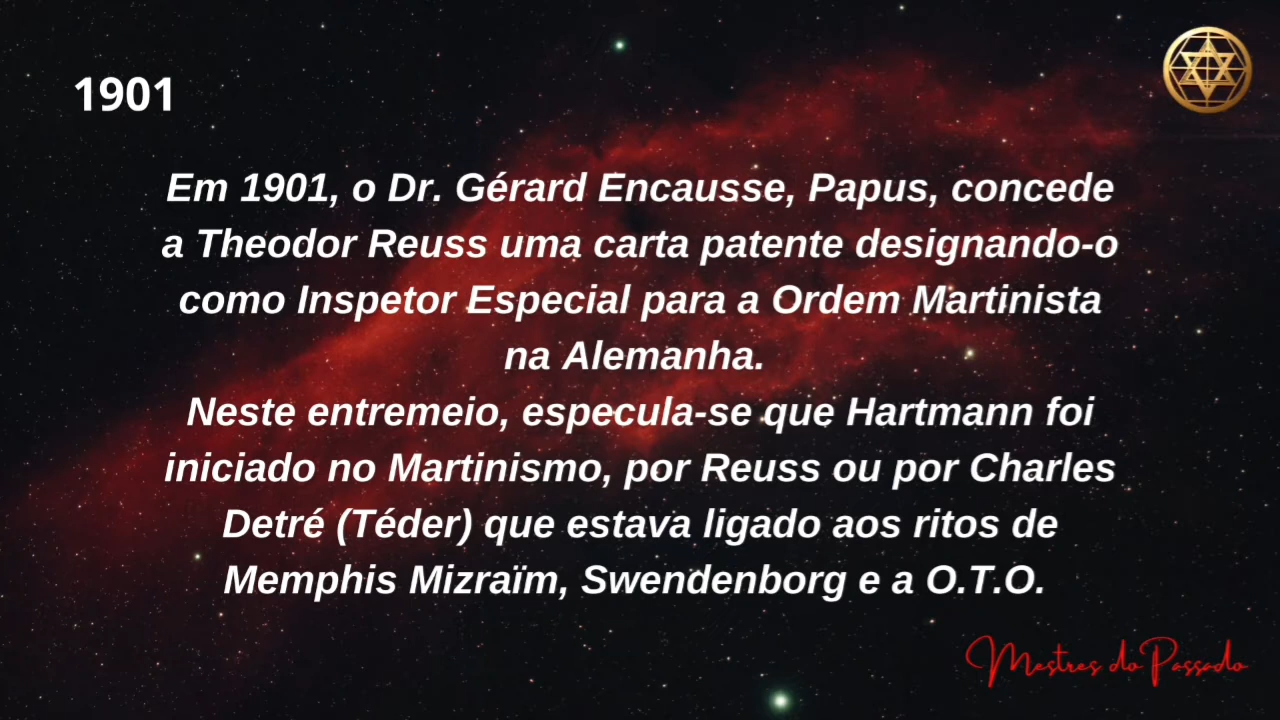 1901
Em 1901, o Dr. Gérard Encausse, Papus, concede
a Theodor Reuss uma carta patente designando-o
como Inspetor Especial para a Ordem Martinista
na Alemanha.
Neste entremeio, especula-se que Hartmann foi
iniciado no Martinismo, por Reuss ou por Charles
Detré (Téder) que estava ligado aos ritos de
Memphis Mizraïm, Swendenborg e a O.T.O.
Mestres do Passado